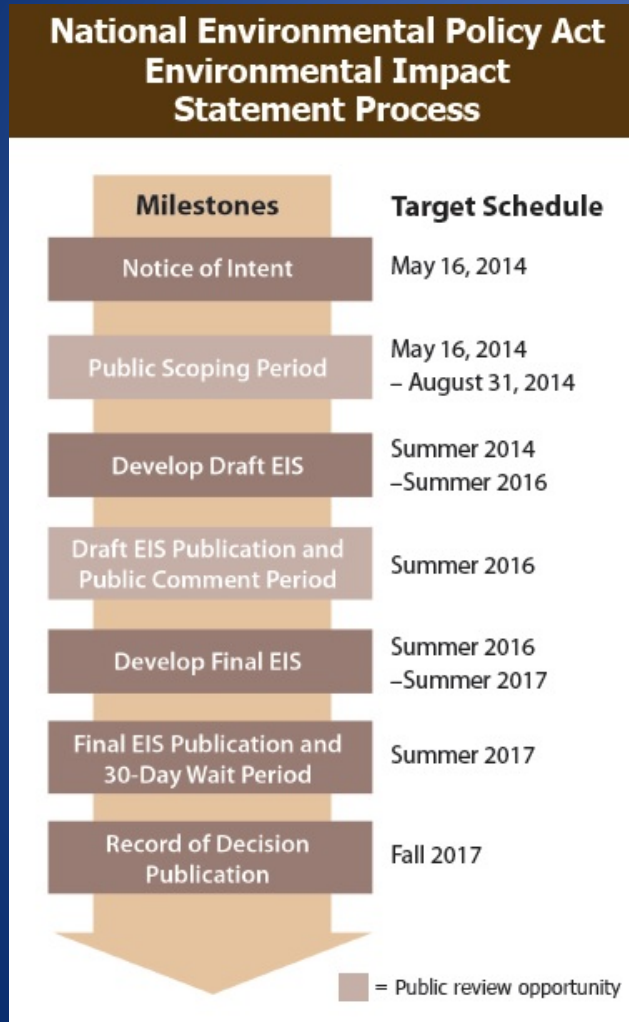 National Environmental Policy Act
Environmental Impact
Statement Process
Milestones
Target Schedule
Notice of Intent
May 16, 2014
Public Scoping Period
May 16, 2014
– August 31, 2014
Develop Draft EIS
Summer 2014
–Summer 2016
Draft EIS Publication and
Public Comment Period
Summer 2016
Develop Final EIS
Summer 2016
–Summer 2017
Final EIS Publication and
30-Day Wait Period
Summer 2017
Record of Decision
Publication
Fall 2017
= Public review opportunity